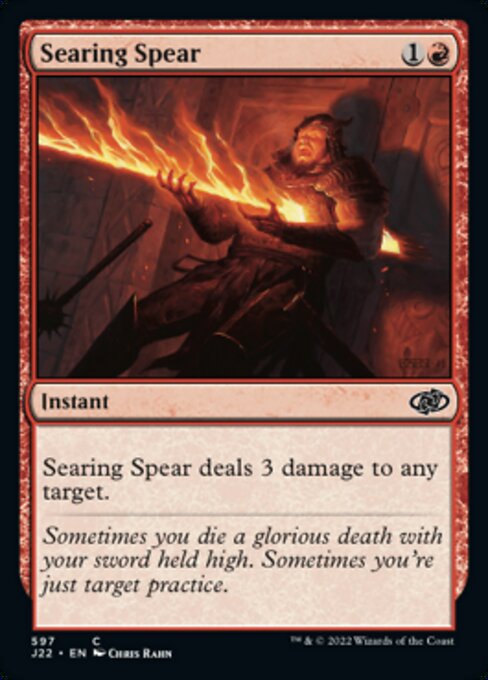 Searing Spear 1
Instant
Searing Spear deals 3 damage to any
target.
Sometimes you die a glorious death with
your sword held high. Sometimes you're
just target practice.
597 C
J22 • EN Chris Rahn
™ & © 2022 Wizards of the Coast